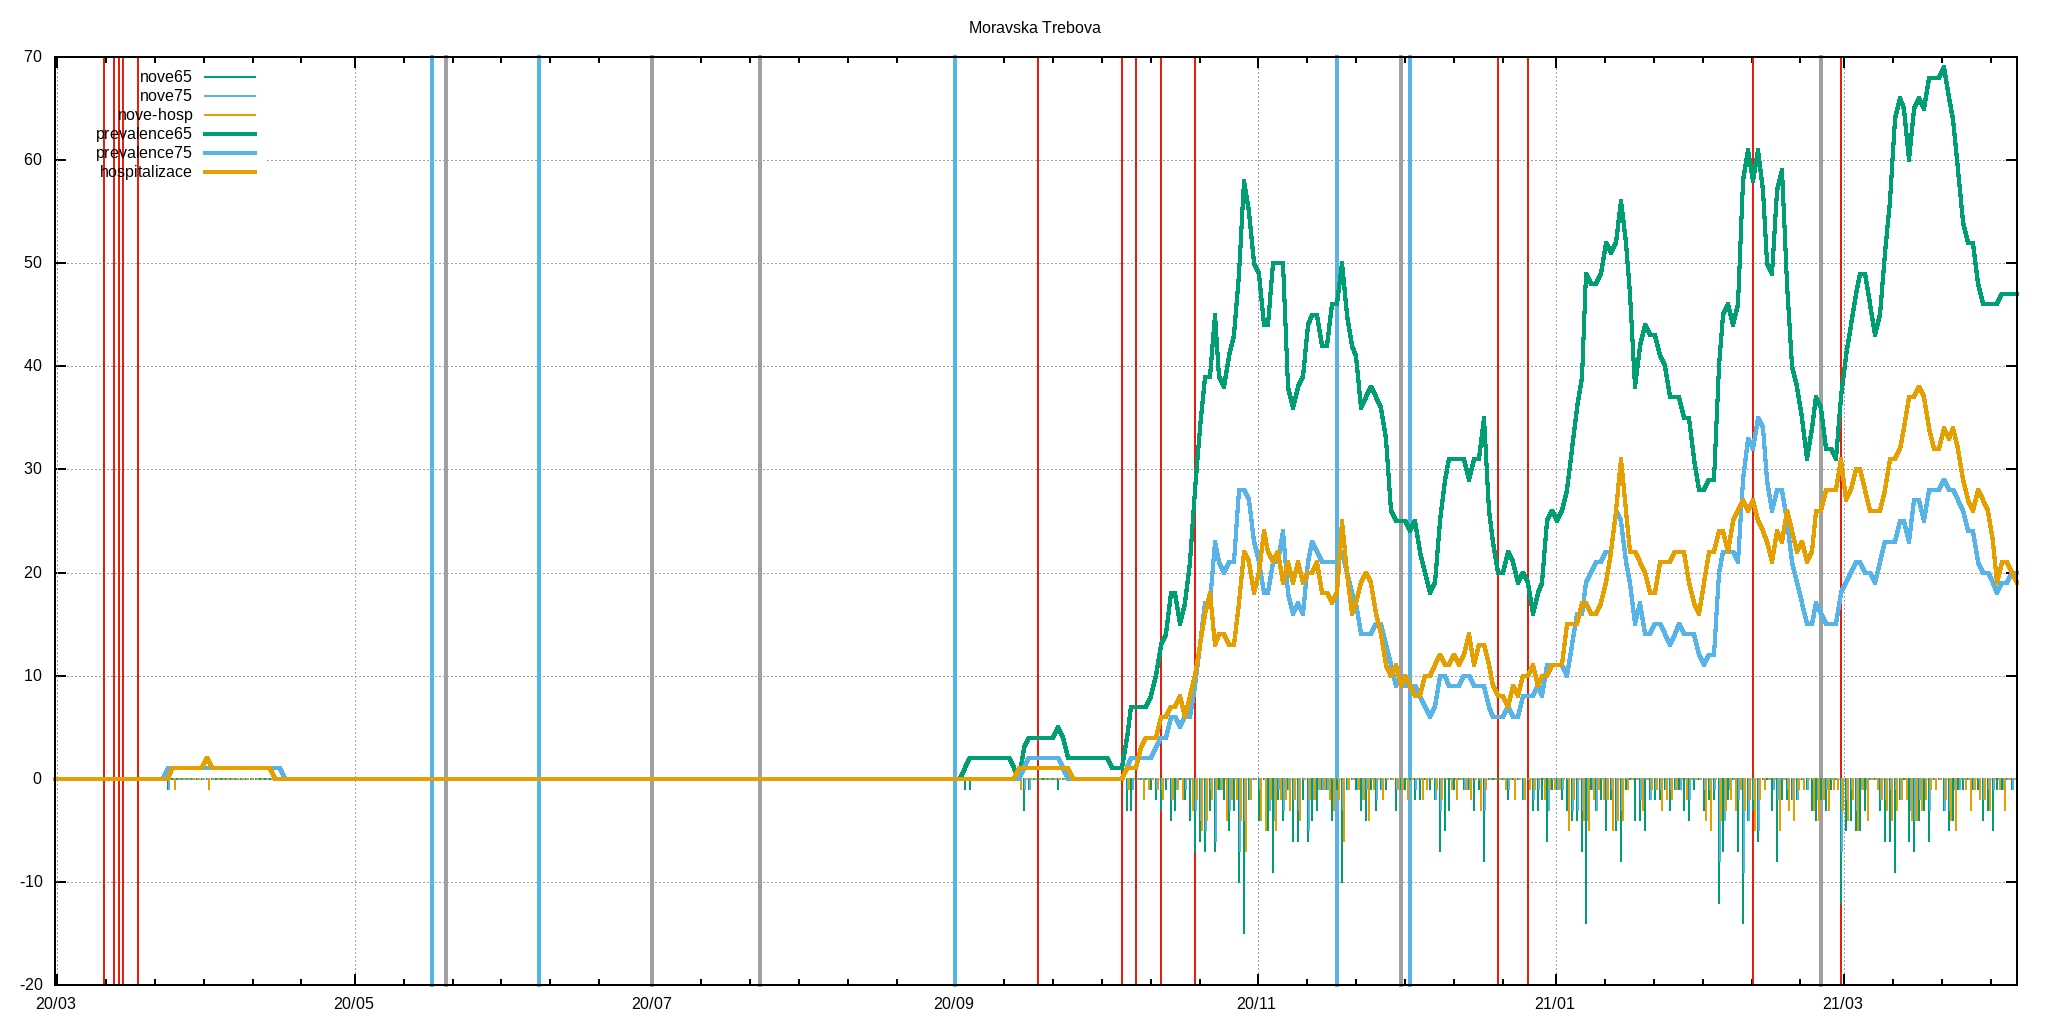 Moravska Trebova
70
60
50
40
30
20
10
0
-10
-20
nove65
nove75
nove-hosp
prevalence65
prevalence75
hospitalizace
20/03 20/05 20/07 20/09 20/11 21/01 21/03